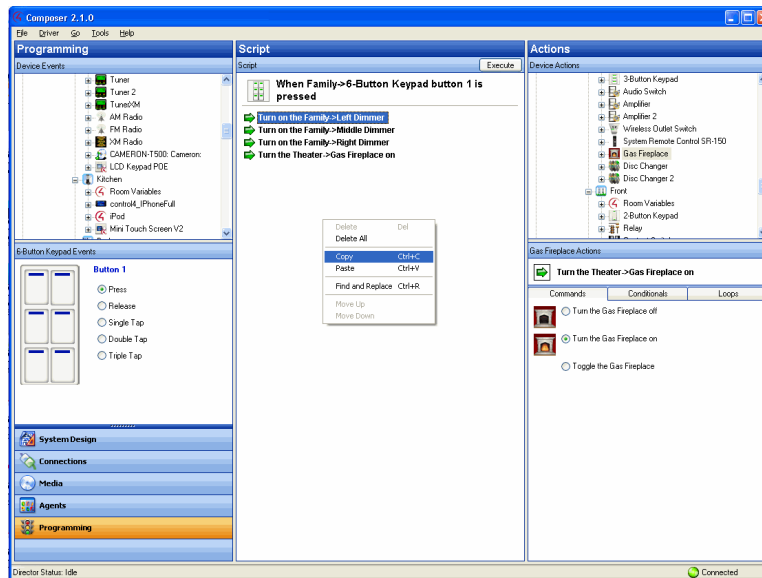 Composer 2.1.0
File Driver Go Tools Help
Programming
Device Events
Tuner
Tuner 2
TunerXM
AM Radio
FM Radio
XM Radio
CAMERON-T500: Cameron:
LCD Keypad POE
Kitchen
Room Variables
control4_IPhoneFull
iPod
Mini Touch Screen V2
6-Button Keypad Events
Button 1
Press
Release
Single Tap
Double Tap
Triple Tap
System Design
Connections
Media
Agents
Programming
Script
Script Execute
When Family->6-Button Keypad button 1 is
pressed
Turn on the Family->Left Dimmer
Turn on the Family->Middle Dimmer
Turn on the Family->Right Dimmer
Turn the Theater->Gas Fireplace on
Delete Del
Delete All
Copy Ctrl+C
Paste Ctrl+V
Find and Replace Ctrl+R
Move Up
Move Down
Actions
Device Actions
3-Button Keypad
Audio Switch
Amplifier
Amplifier 2
Wireless Outlet Switch
System Remote Control SR-150
Gas Fireplace
Disc Changer
Disc Changer 2
Front
Room Variables
2-Button Keypad
Relay
Gas Fireplace Actions
Turn the Theater->Gas Fireplace on
Commands Conditionals Loops
Turn the Gas Fireplace off
Turn the Gas Fireplace on
Toggle the Gas Fireplace
Director Status: Idle
Connected